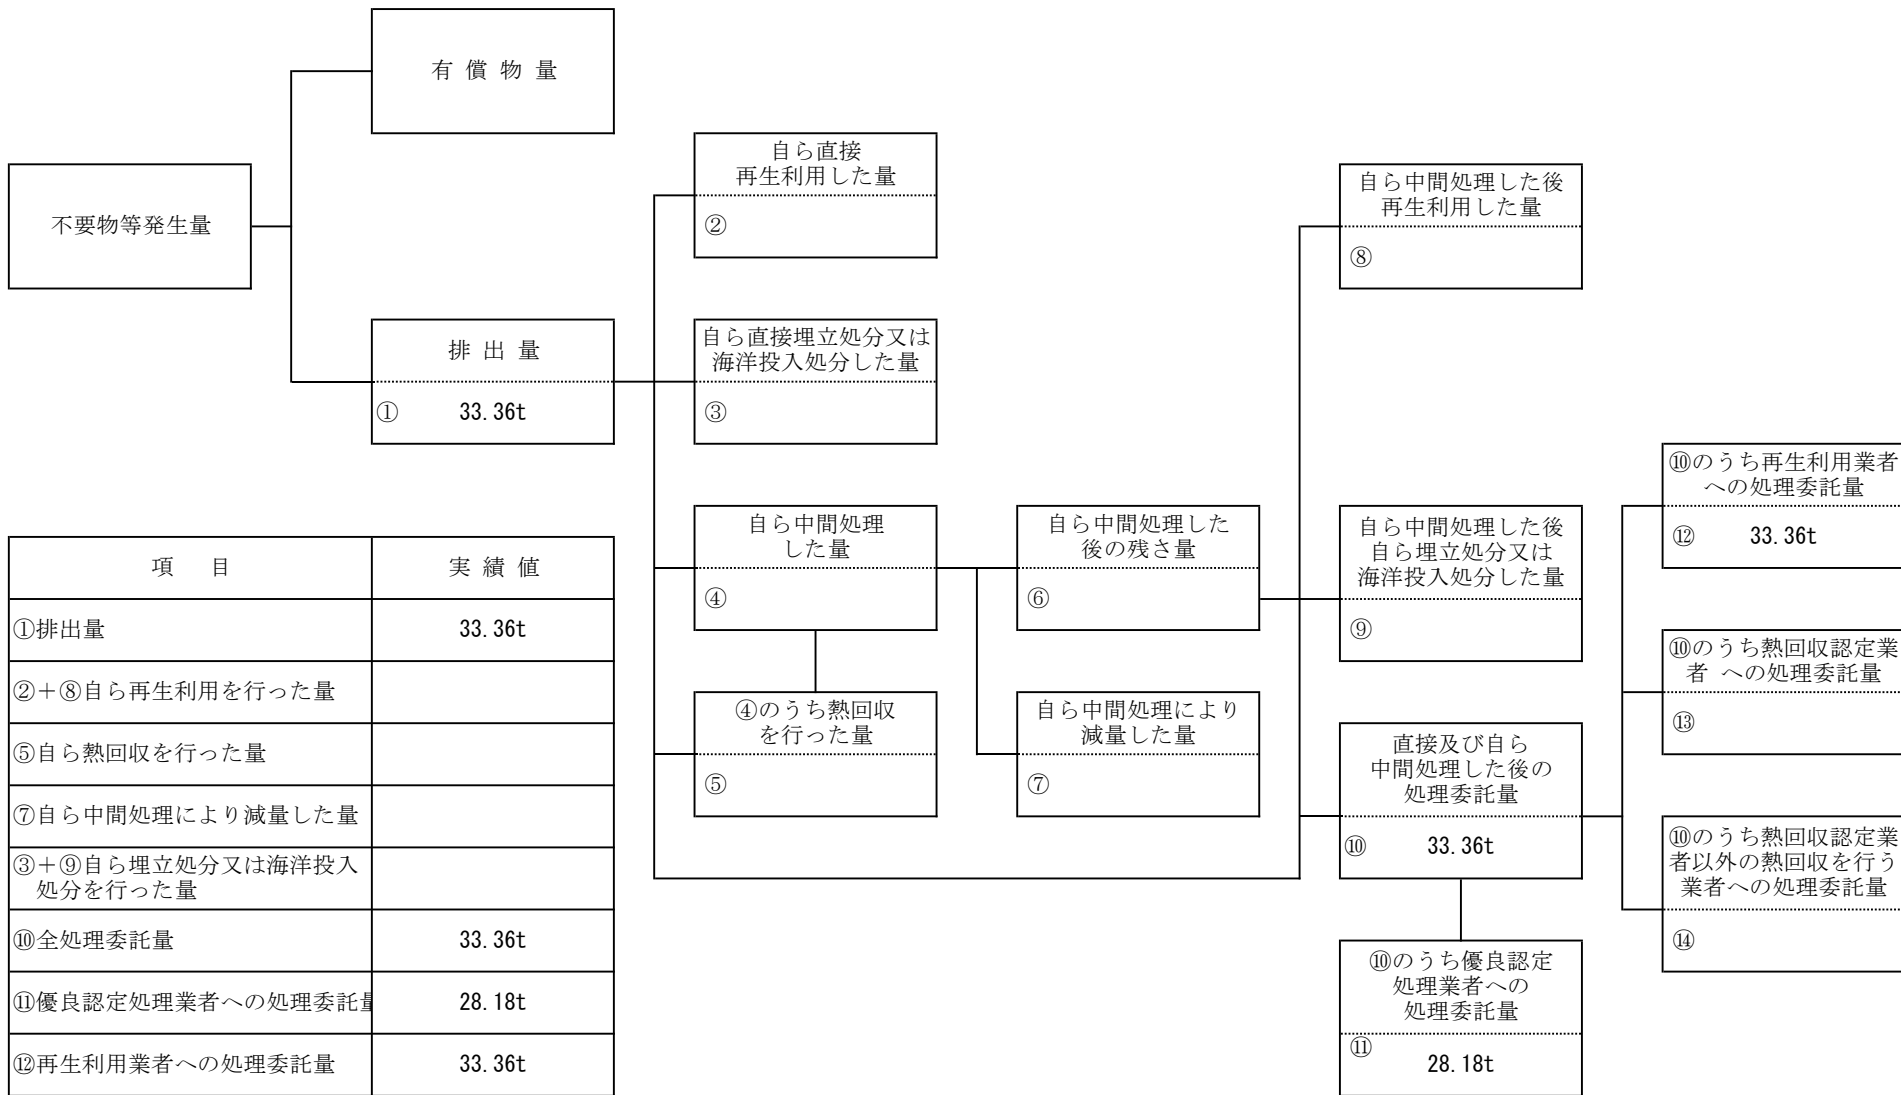 有 償 物 量
不要物等発生量
排 出 量
① 33.36t
自ら直接
再生利用した量
②
自ら直接埋立処分又は
海洋投入処分した量
③
自ら中間処理
した量
④
④のうち熱回収
を行った量
⑤
自ら中間処理した
後の残さ量
⑥
自ら中間処理により
減量した量
⑦
自ら中間処理した後
再生利用した量
⑧
自ら中間処理した後
自ら埋立処分又は
海洋投入処分した量
⑨
直接及び自ら
中間処理した後の
処理委託量
⑩ 33.36t
⑩のうち優良認定
処理業者への
処理委託量
⑪ 28.18t
⑩のうち再生利用業者
への処理委託量
⑫ 33.36t
⑩のうち熱回収認定業
者 への処理委託量
⑬
⑩のうち熱回収認定業
者以外の熱回収を行う
業者への処理委託量
⑭
項 目 実 績 値
①排出量 33.36t
②＋⑧自ら再生利用を行った量
⑤自ら熱回収を行った量
⑦自ら中間処理により減量した量
③＋⑨自ら埋立処分又は海洋投入
処分を行った量
⑩全処理委託量 33.36t
⑪優良認定処理業者への処理委託量 28.18t
⑫再生利用業者への処理委託量 33.36t